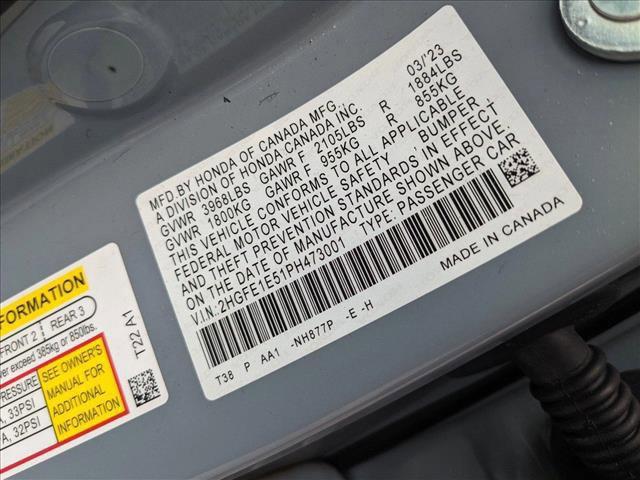 MFD.BY HONDA OF CANADA MFG. 03/'23
A DIVISION OF HONDA CANADA INC.
GVWR 3968LBS GAWR F 2105LBS R 1884LBS
GVWR 1800KG GAWR F 955KG R 855KG
THIS VEHICLE CONFORMS TO ALL APPLICABLE
FEDERAL MOTOR VEHICLE SAFETY, BUMPER,
AND THEFT PREVENTION STANDARDS IN EFFECT
ON THE DATE OF MANUFACTURE SHOWN ABOVE.
V.I.N.:2HGFE1E51PH473001 TYPE: PASSENGER CAR
T38 P AA1 -NH877P -E -H
MADE IN CANADA
FORMATION
FRONT 2 REAR 3
exceed 385kg or 850lbs.
T22A1
RESSURE
33PSI
32PSI
SEE OWNER'S
MANUAL FOR
ADDITIONAL
INFORMATION